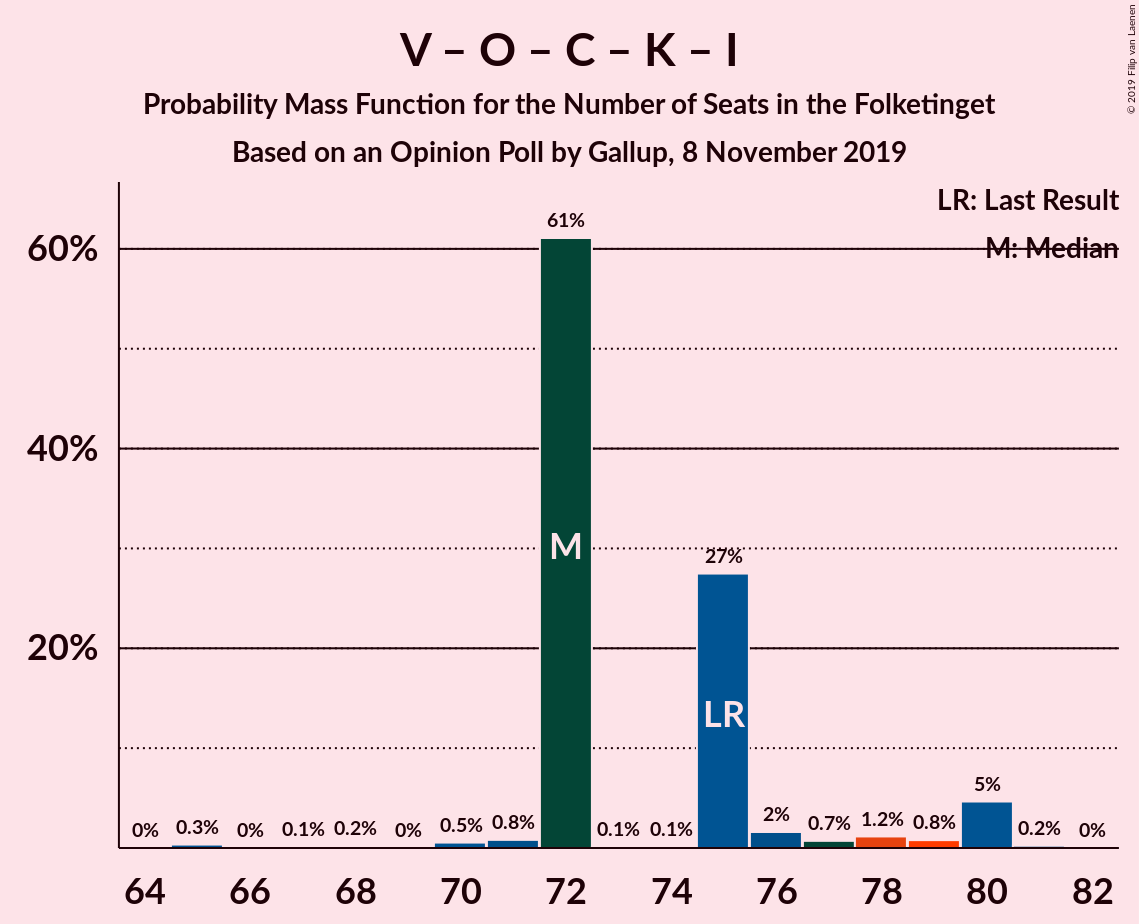 V – O – C – K – I
Probability Mass Function for the Number of Seats in the Folketinget
Based on an Opinion Poll by Gallup, 8 November 2019
© 2019 Filip van Laenen
LR: Last Result
M: Median
60%
40%
20%
0%
0.3%
0%
0.1%
0.2%
0%
0.5%
0.8%
61%
0.1%
0.1%
27%
2%
0.7%
1.2%
0.8%
5%
0.2%
0%
M
LR
64 66 68 70 72 74 76 78 80 82